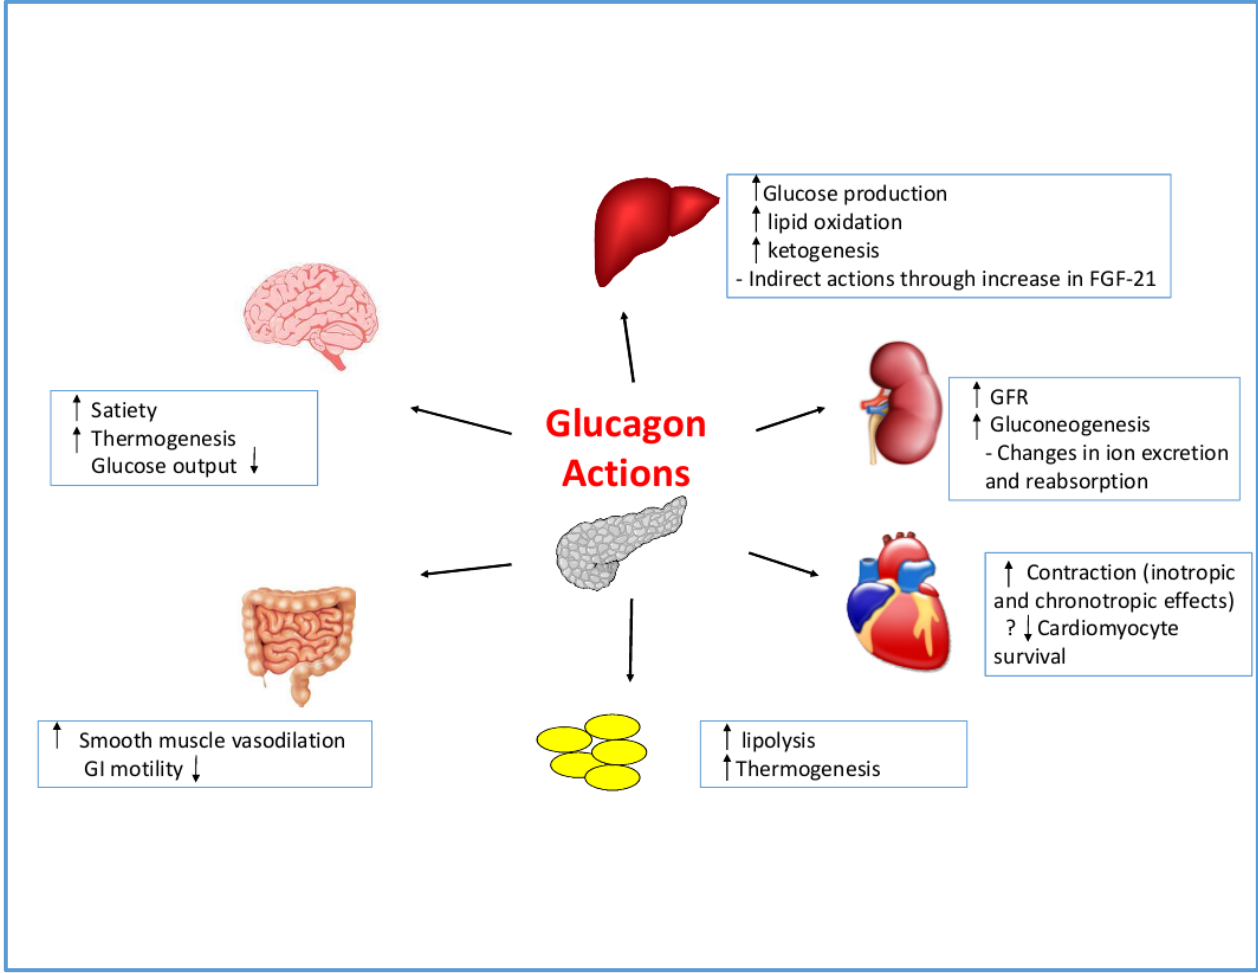 ↑Glucose production
↑ lipid oxidation
↑ ketogenesis
- Indirect actions through increase in FGF-21
↑ Satiety
↑ Thermogenesis
Glucose output ↓
Glucagon
Actions
↑ GFR
↑ Gluconeogenesis
- Changes in ion excretion
and reabsorption
↑ Contraction (inotropic
and chronotropic effects)
? ↓ Cardiomyocyte
survival
↑ Smooth muscle vasodilation
GI motility ↓
↑ lipolysis
↑Thermogenesis